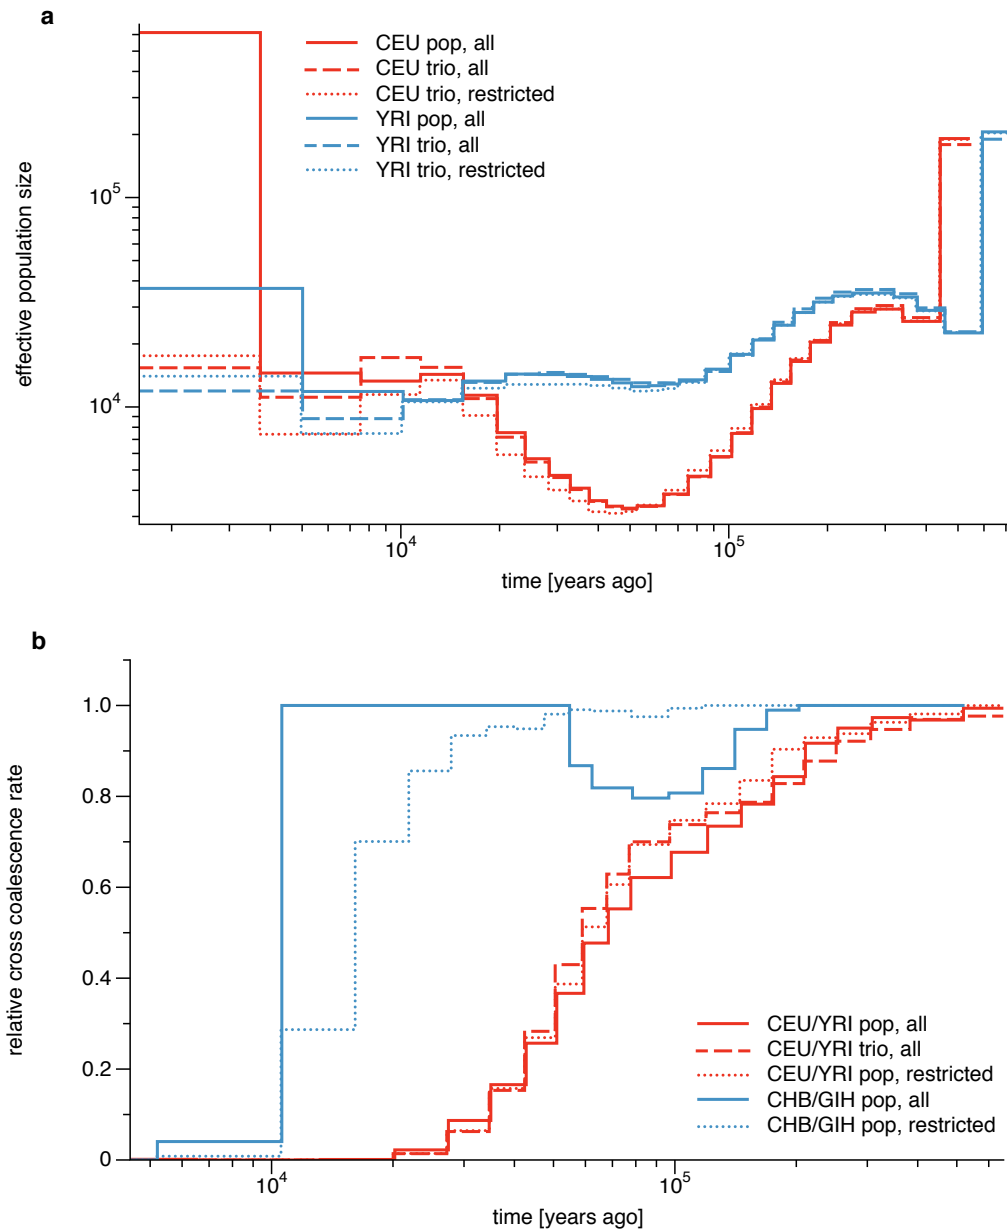 a
CEU pop, all
CEU trio, all
CEU trio, restricted
YRI pop, all
YRI trio, all
YRI trio, restricted
effective population size
10^5
10^4
10^4
10^5
time [years ago]
b
relative cross coalescence rate
1.0
0.8
0.6
0.4
0.2
0
CEU/YRI pop, all
CEU/YRI trio, all
CEU/YRI pop, restricted
CHB/GIH pop, all
CHB/GIH pop, restricted
10^4
10^5
time [years ago]